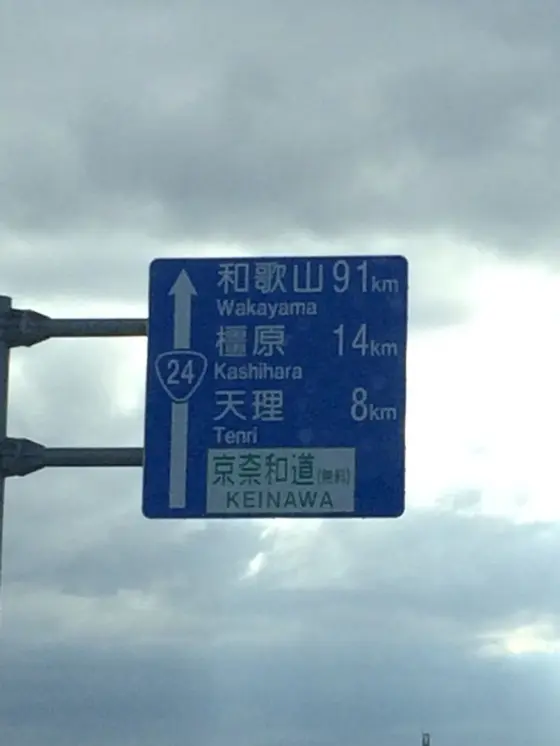 和歌山 91km
Wakayama
橿原 14km
Kashihara
24
天理 8km
Tenri
京奈和道(無料)
KEINAWA